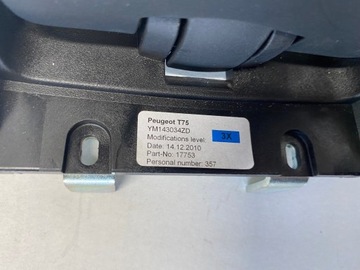 Peugeot T75
YM143034ZD
Modifications level: 3X
Date: 14.12.2010
Part-No: 17753
Personal number: 357